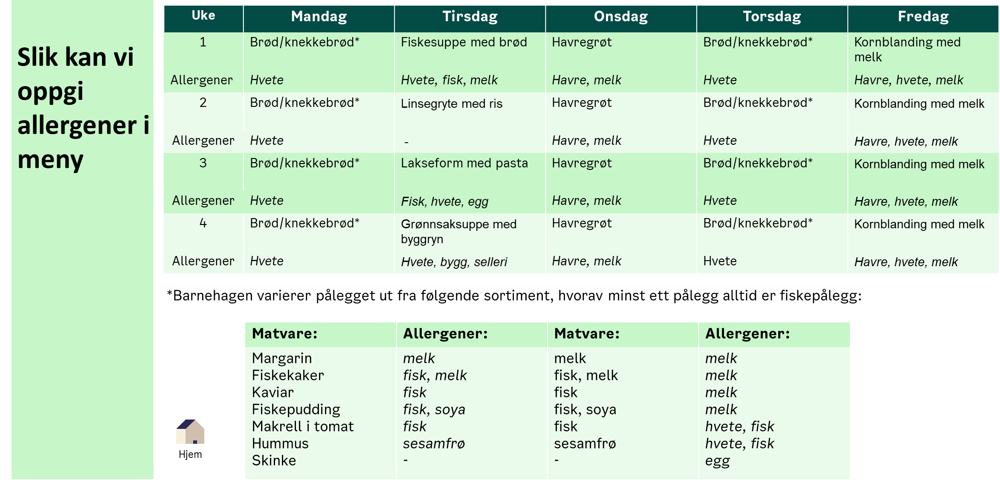 Slik kan vi
oppgi
allergener i
meny
Uke Mandag Tirsdag Onsdag Torsdag Fredag
1 Brød/knekkebrød* Fiskesuppe med brød Havregrøt Brød/knekkebrød* Kornblanding med
melk
Allergener Hvete Hvete, fisk, melk Havre, melk Hvete Havre, hvete, melk
2 Brød/knekkebrød* Linsegryte med ris Havregrøt Brød/knekkebrød* Kornblanding med melk
Allergener Hvete - Havre, melk Hvete Havre, hvete, melk
3 Brød/knekkebrød* Lakseform med pasta Havregrøt Brød/knekkebrød* Kornblanding med melk
Allergener Hvete Fisk, hvete, egg Havre, melk Hvete Havre, hvete, melk
4 Brød/knekkebrød* Grønnsaksuppe med Havregrøt Brød/knekkebrød* Kornblanding med melk
byggryn
Allergener Hvete Hvete, bygg, selleri Havre, melk Hvete Havre, hvete, melk
*Barnehagen varierer pålegget ut fra følgende sortiment, hvorav minst ett pålegg alltid er fiskepålegg:
Matvare: Allergener: Matvare: Allergener:
Margarin melk melk melk
Fiskekaker fisk, melk fisk, melk melk
Kaviar fisk fisk melk
Fiskepudding fisk, soya fisk, soya melk
Makrell i tomat fisk fisk hvete, fisk
Hummus sesamfrø sesamfrø hvete, fisk
Skinke - - egg
Hjem